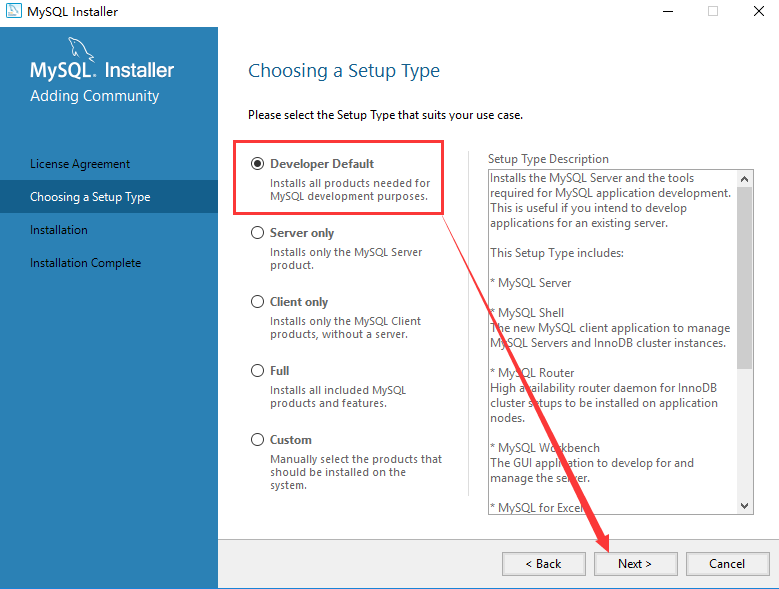 MySQL Installer
MySQL. Installer
Adding Community
License Agreement
Choosing a Setup Type
Installation
Installation Complete
Choosing a Setup Type
Please select the Setup Type that suits your use case.
Developer Default
Installs all products needed for
MySQL development purposes.
Server only
Installs only the MySQL Server
product.
Client only
Installs only the MySQL Client
products, without a server.
Full
Installs all included MySQL
products and features.
Custom
Manually select the products that
should be installed on the
system.
Setup Type Description
Installs the MySQL Server and the tools
required for MySQL application development.
This is useful if you intend to develop
applications for an existing server.
This Setup Type includes:
* MySQL Server
* MySQL Shell
The new MySQL client application to manage
MySQL Servers and InnoDB cluster instances.
* MySQL Router
High availability router daemon for InnoDB
cluster setups to be installed on application
nodes.
* MySQL Workbench
The GUI application to develop for and
manage the server.
* MySQL for Excel
< Back
Next >
Cancel